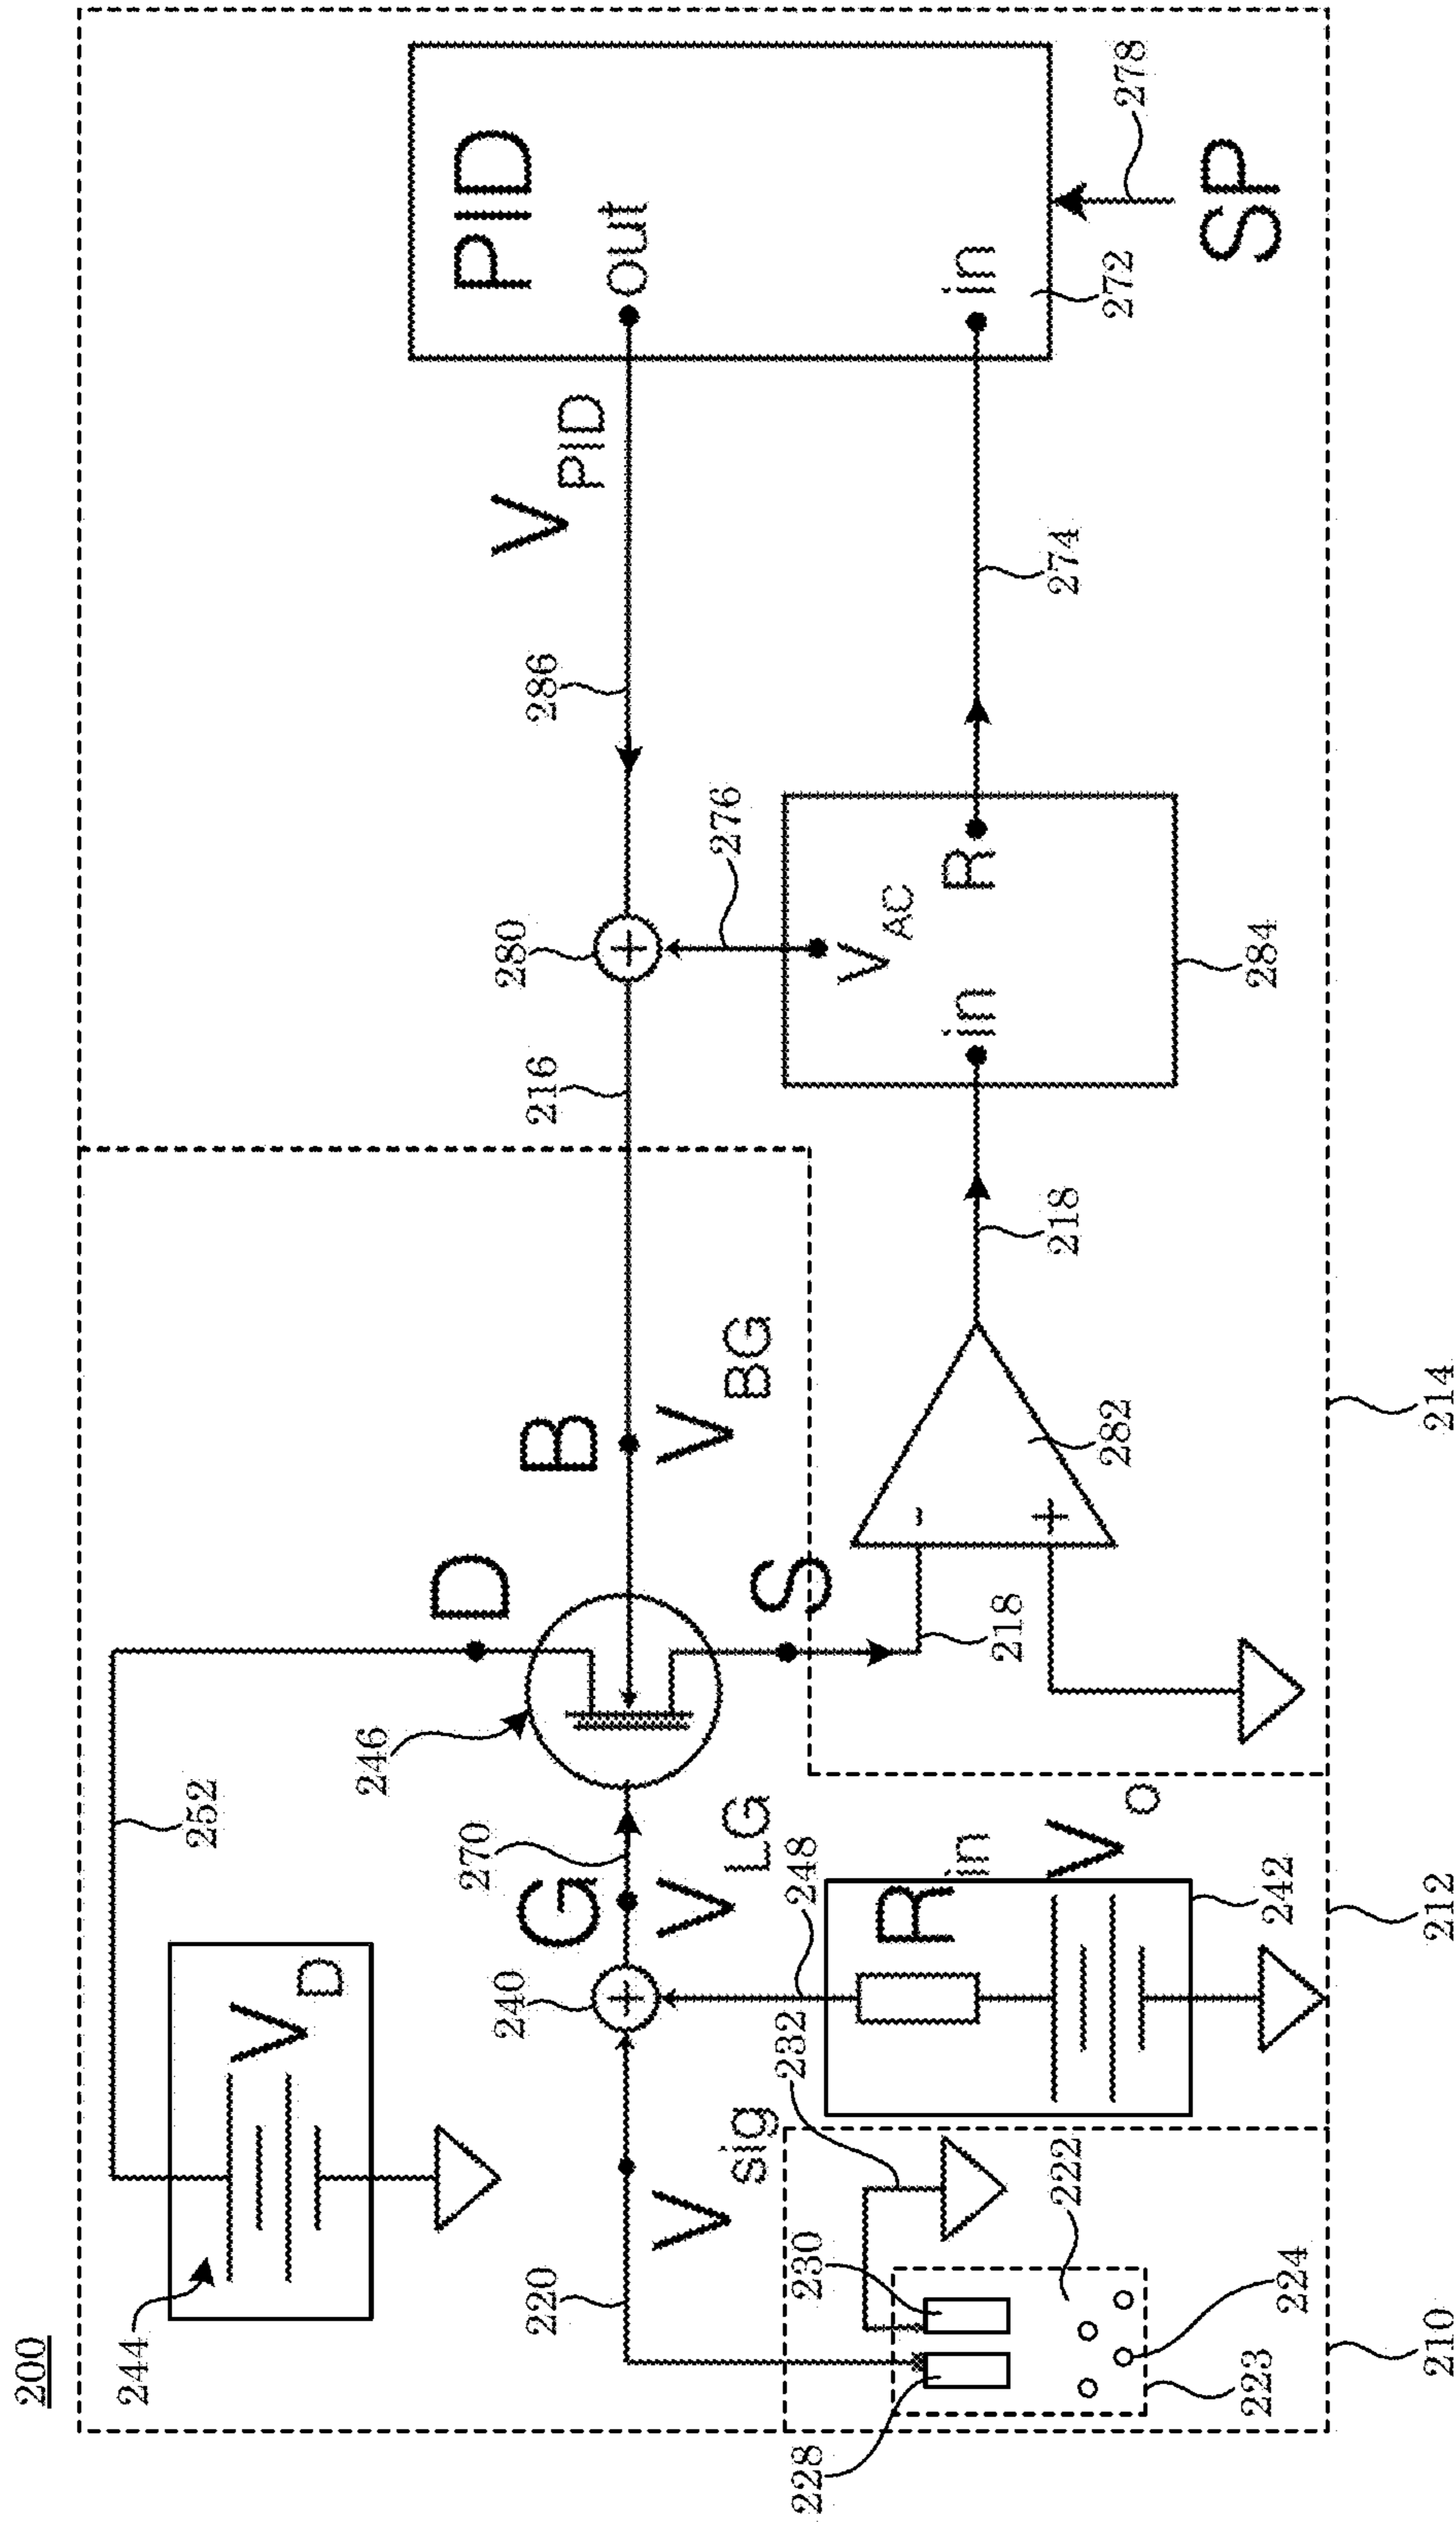 200
244
V D
252
D
246
G
270
V LG
240
B
V BG
S
216
280
286
V PID
PID
out
in
272
SP
278
276
V AC
in
R
284
274
218
282
-
+
218
220
V sig
232
248
R in
V O
242
228
230
222
224
223
210
212
214